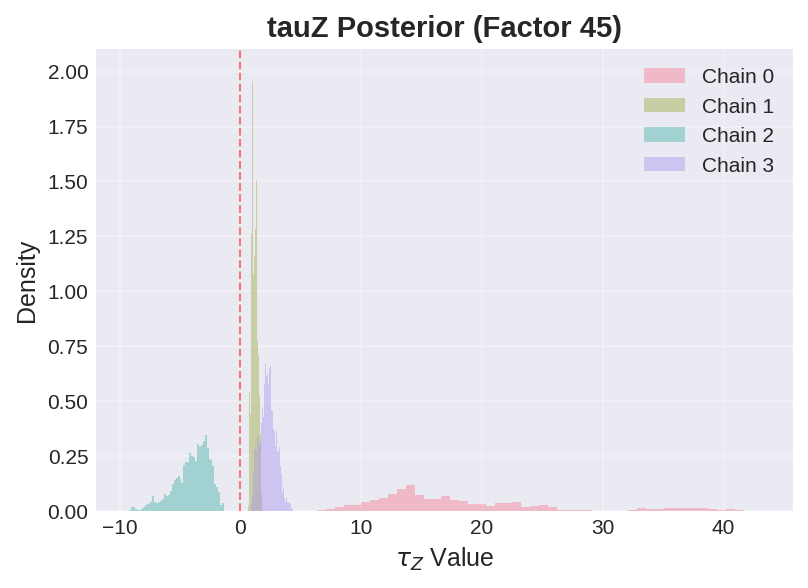 tauZ Posterior (Factor 45)
Chain 0
Chain 1
Chain 2
Chain 3
2.00
1.75
1.50
1.25
1.00
0.75
0.50
0.25
0.00
Density
−10
0
10
20
30
40
τZ Value